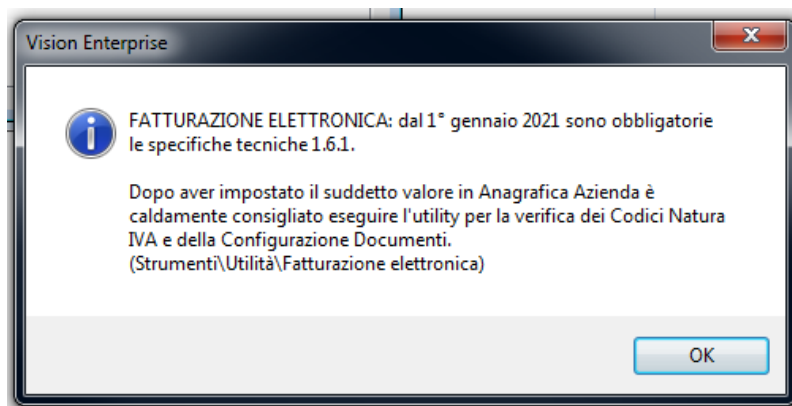 Vision Enterprise
FATTURAZIONE ELETTRONICA: dal 1° gennaio 2021 sono obbligatorie
le specifiche tecniche 1.6.1.
Dopo aver impostato il suddetto valore in Anagrafica Azienda è
caldamente consigliato eseguire l'utility per la verifica dei Codici Natura
IVA e della Configurazione Documenti.
(Strumenti\Utilità\Fatturazione elettronica)
OK